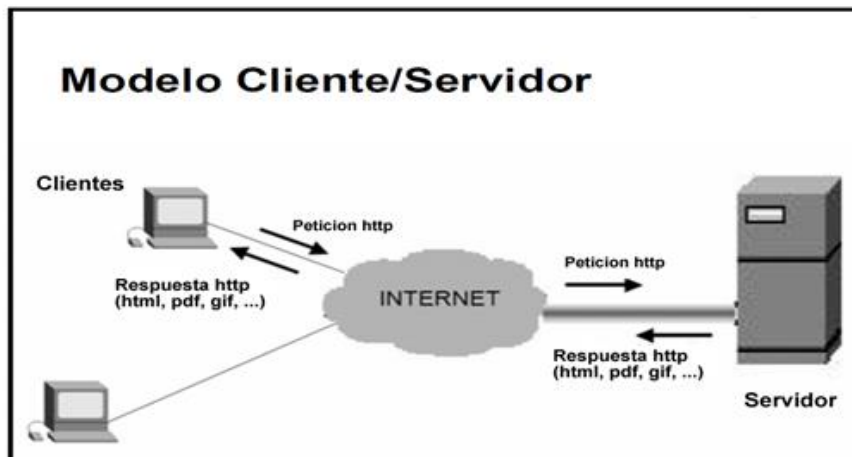 Modelo Cliente/Servidor
Clientes
Peticion http
Respuesta http
(html, pdf, gif, ...)
INTERNET
Peticion http
Respuesta http
(html, pdf, gif, ...)
Servidor